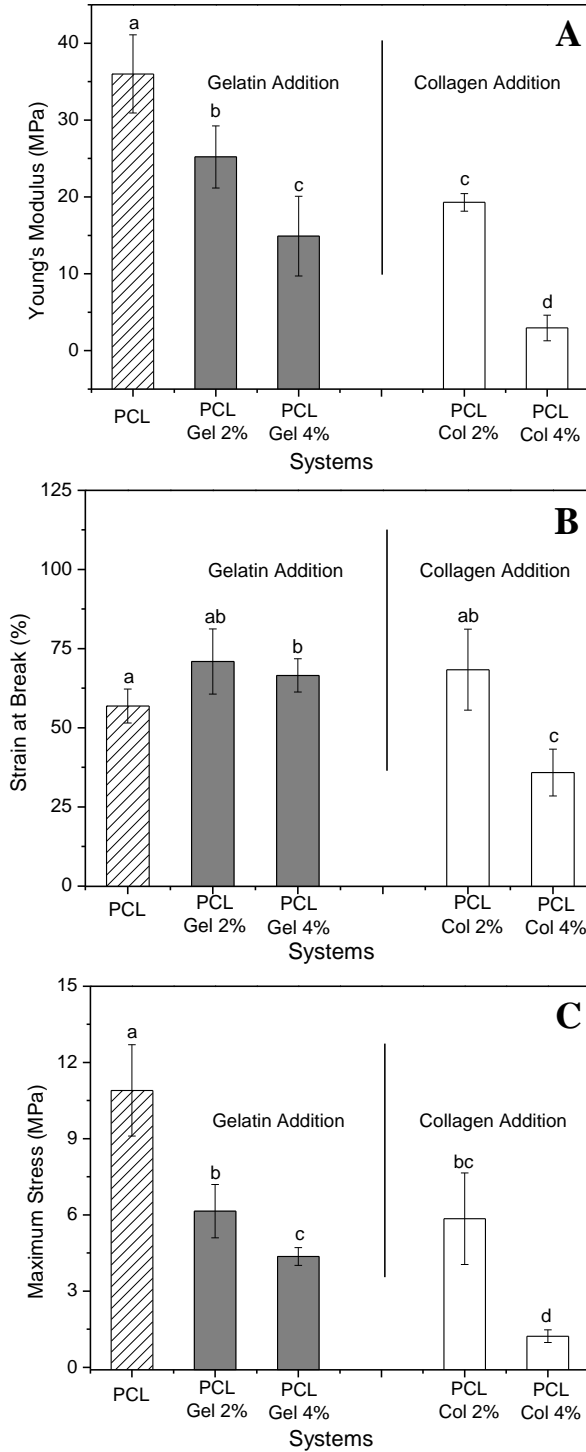 A
Gelatin Addition
Collagen Addition
Young's Modulus (MPa)
40
30
20
10
0
a
b
c
c
d
PCL
PCL
Gel 2%
PCL
Gel 4%
PCL
Col 2%
PCL
Col 4%
Systems
B
Gelatin Addition
Collagen Addition
Strain at Break (%)
125
100
75
50
25
0
a
ab
b
ab
c
PCL
PCL
Gel 2%
PCL
Gel 4%
PCL
Col 2%
PCL
Col 4%
Systems
C
Gelatin Addition
Collagen Addition
Maximum Stress (MPa)
15
12
9
6
3
0
a
b
c
bc
d
PCL
PCL
Gel 2%
PCL
Gel 4%
PCL
Col 2%
PCL
Col 4%
Systems